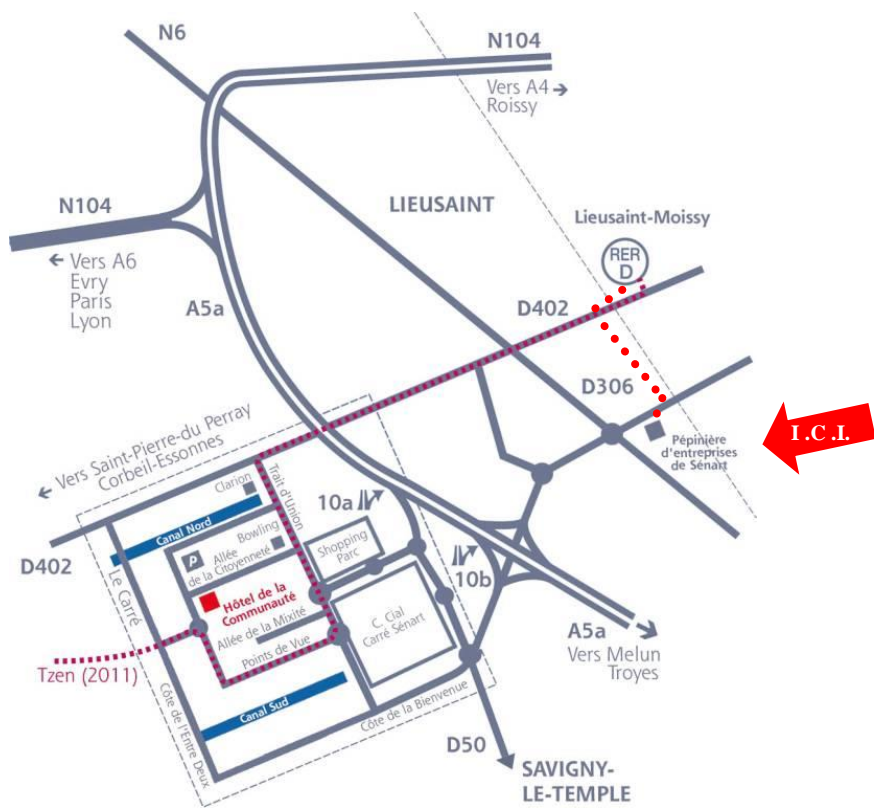 N6
N104
Vers A4 →
Roissy
LIEUSAINT
Lieusaint-Moissy
RER
D
N104
← Vers A6
Evry
Paris
Lyon
A5a
D402
D306
I.C.I.
Pépinière
d'entreprises
de Sénart
← Vers Saint-Pierre-du Perray
Corbeil-Essonnes
Clarion
Trait d'Union
10a
Canal Nord
Bowling
P
Allée
de la Citoyenneté
Shopping
Parc
10b
D402
Le Carré
Hôtel de la
Communauté
Allée de la Mixité
C. Cial
Carré Sénart
Points de Vue
A5a
Vers Melun
Troyes
Tzen (2011)
Côte de l'Entre Deux
Canal Sud
Côte de la Bienvenue
D50
SAVIGNY-
LE-TEMPLE